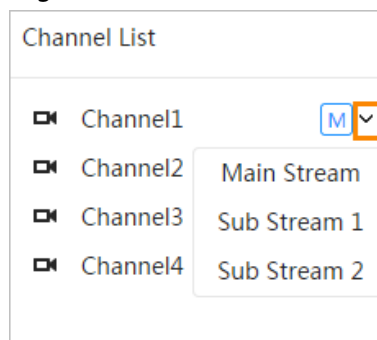 Channel List
Channel1 M
Channel2
Main Stream
Channel3
Sub Stream 1
Channel4
Sub Stream 2